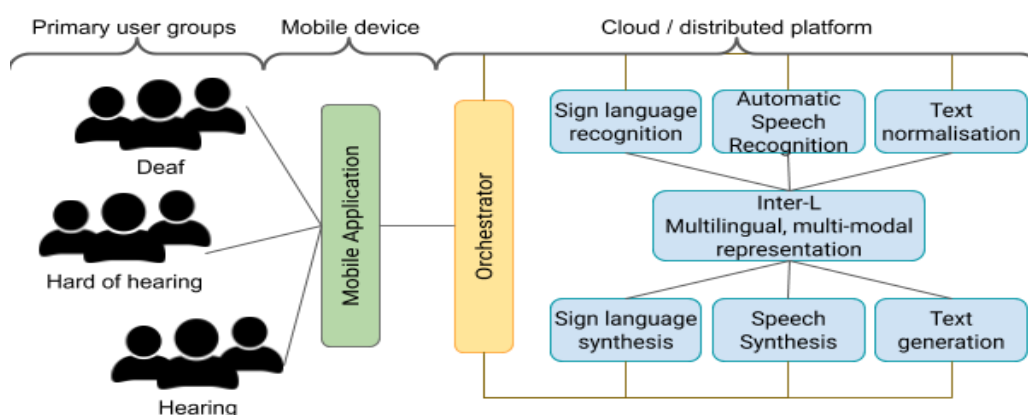 Primary user groups
Mobile device
Cloud / distributed platform
Deaf
Hard of hearing
Hearing
Mobile Application
Orchestrator
Sign language
recognition
Automatic
Speech
Recognition
Text
normalisation
Inter-L
Multilingual, multi-modal
representation
Sign language
synthesis
Speech
Synthesis
Text
generation